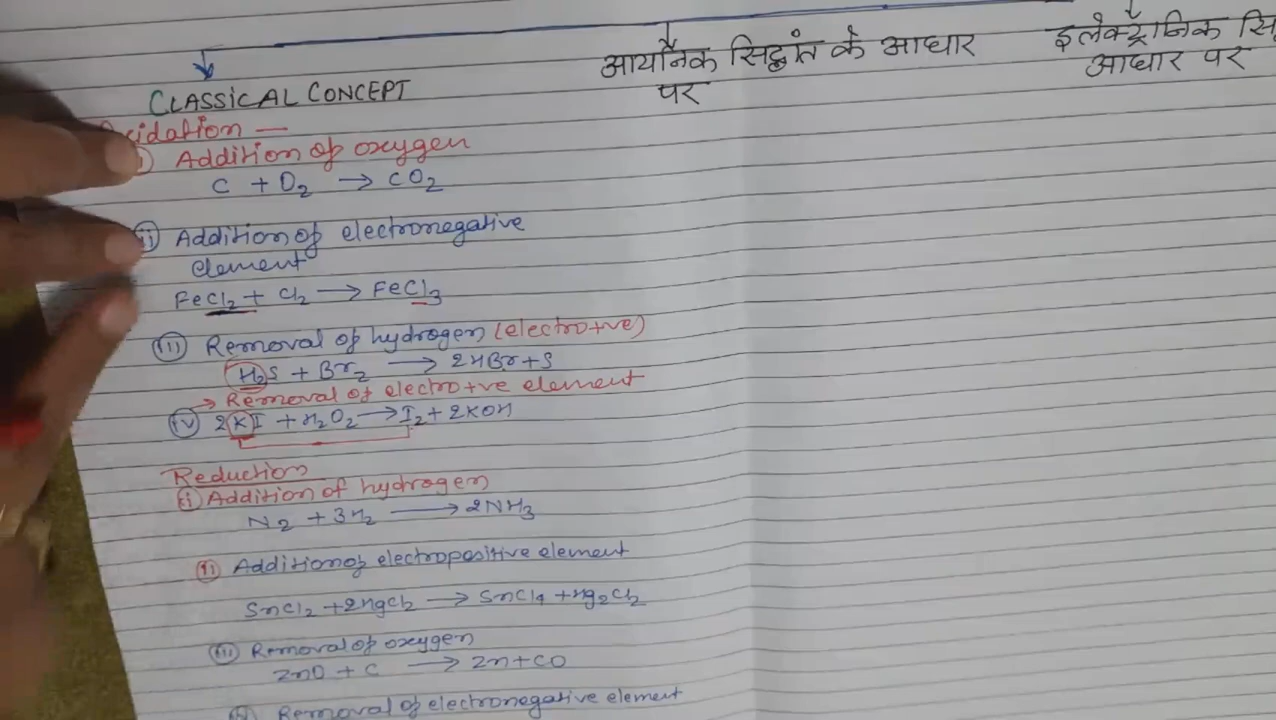 CLASSICAL CONCEPT
आयनिक सिद्धांत के आधार
पर
इलेक्ट्रॉनिक
आधार पर
Addition of oxygen
C + O₂ → CO₂
ii) Addition of electronegative
element
FeCl₂ + Cl₂ → FeCl₃
(iii) Removal of hydrogen (electro+ve)
H₂S + Br₂ → 2HBr + S
→ Removal of electro+ve element
(iv) 2KI + H₂O₂ → I₂ + 2KOH
Reduction
(i) Addition of hydrogen
N₂ + 3H₂ → 2NH₃
(ii) Addition of electropositive element
SnCl₂ + 2HgCl₂ → SnCl₄ + Hg₂Cl₂
(iii) Removal of oxygen
ZnO + C → Zn + CO
Removal of electronegative element